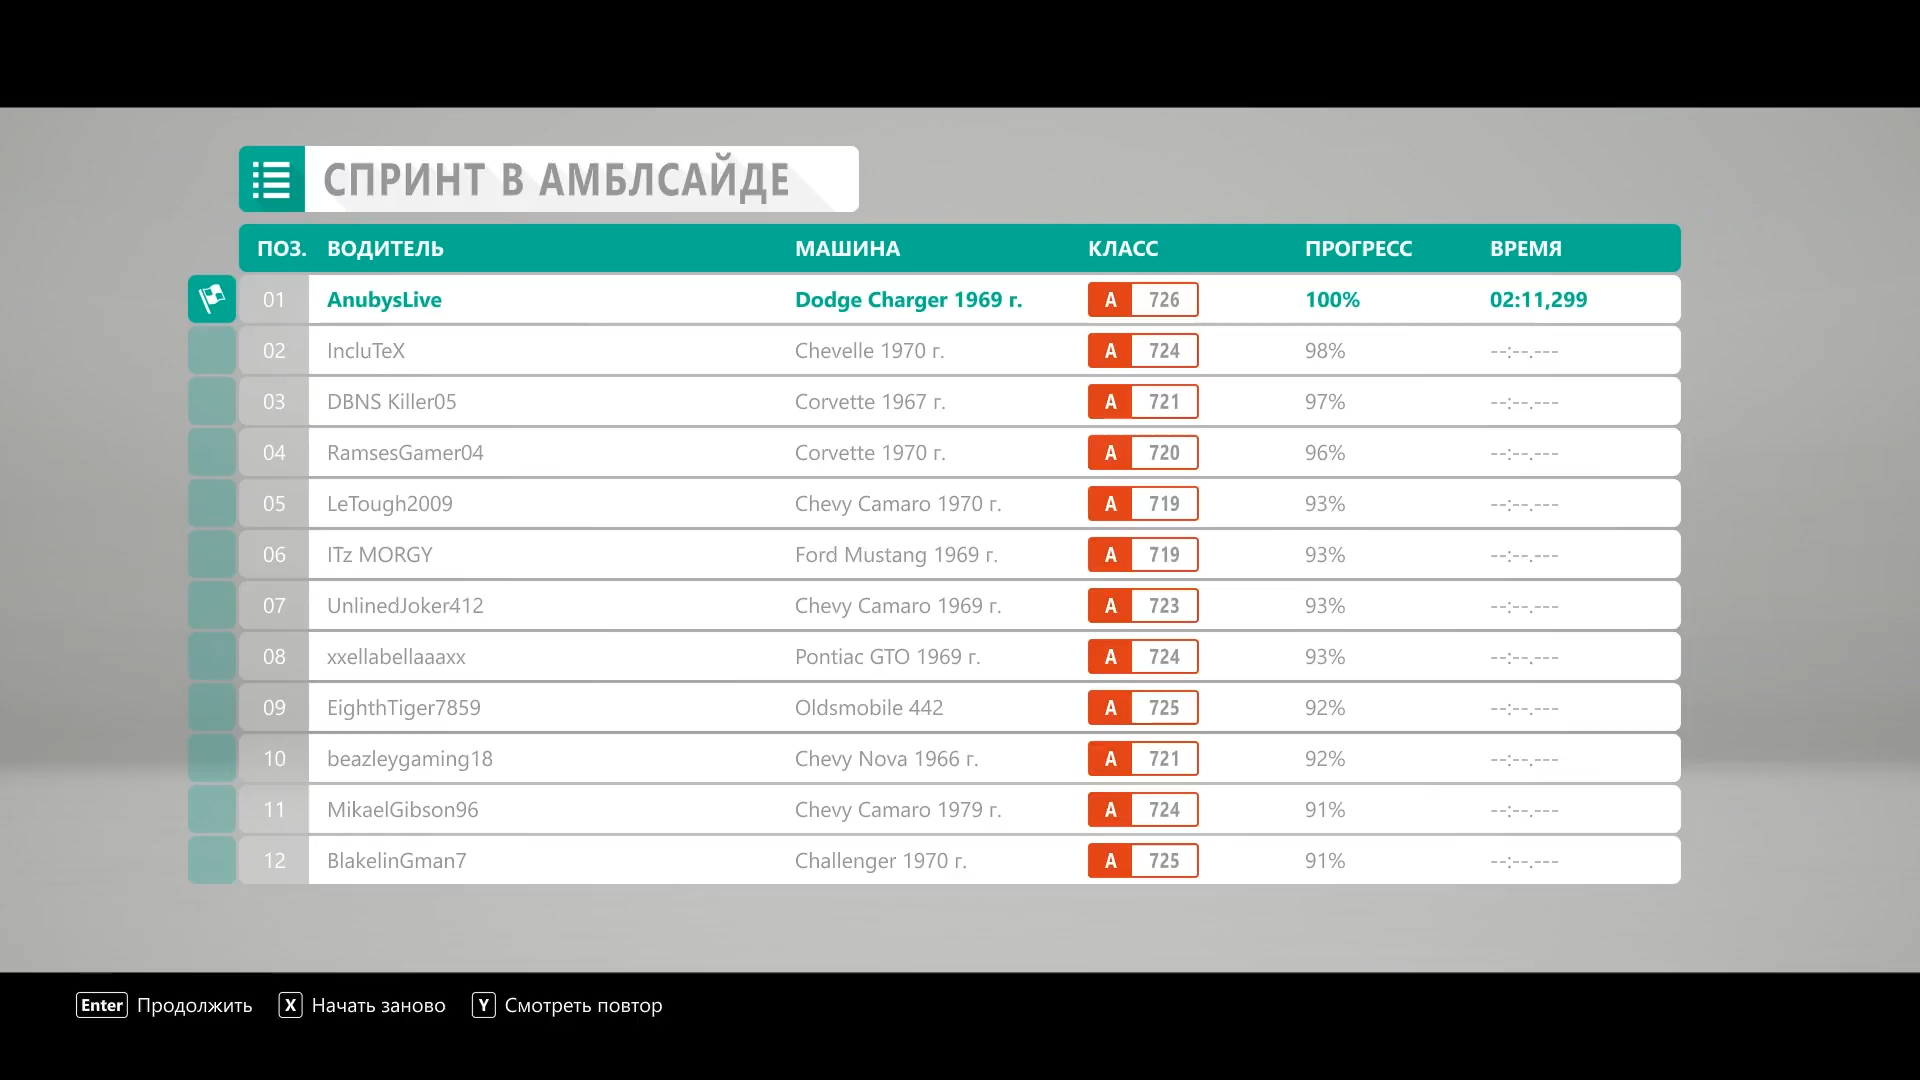 СПРИНТ В АМБЛСАЙДЕ
ПОЗ. ВОДИТЕЛЬ МАШИНА КЛАСС ПРОГРЕСС ВРЕМЯ
01 AnubysLive Dodge Charger 1969 г. A 726 100% 02:11,299
02 IncluTeX Chevelle 1970 г. A 724 98% --:--.---
03 DBNS Killer05 Corvette 1967 г. A 721 97% --:--.---
04 RamsesGamer04 Corvette 1970 г. A 720 96% --:--.---
05 LeTough2009 Chevy Camaro 1970 г. A 719 93% --:--.---
06 ITz MORGY Ford Mustang 1969 г. A 719 93% --:--.---
07 UnlinedJoker412 Chevy Camaro 1969 г. A 723 93% --:--.---
08 xxellabellaaaxx Pontiac GTO 1969 г. A 724 93% --:--.---
09 EighthTiger7859 Oldsmobile 442 A 725 92% --:--.---
10 beazleygaming18 Chevy Nova 1966 г. A 721 92% --:--.---
11 MikaelGibson96 Chevy Camaro 1979 г. A 724 91% --:--.---
12 BlakelinGman7 Challenger 1970 г. A 725 91% --:--.---
Enter Продолжить X Начать заново Y Смотреть повтор